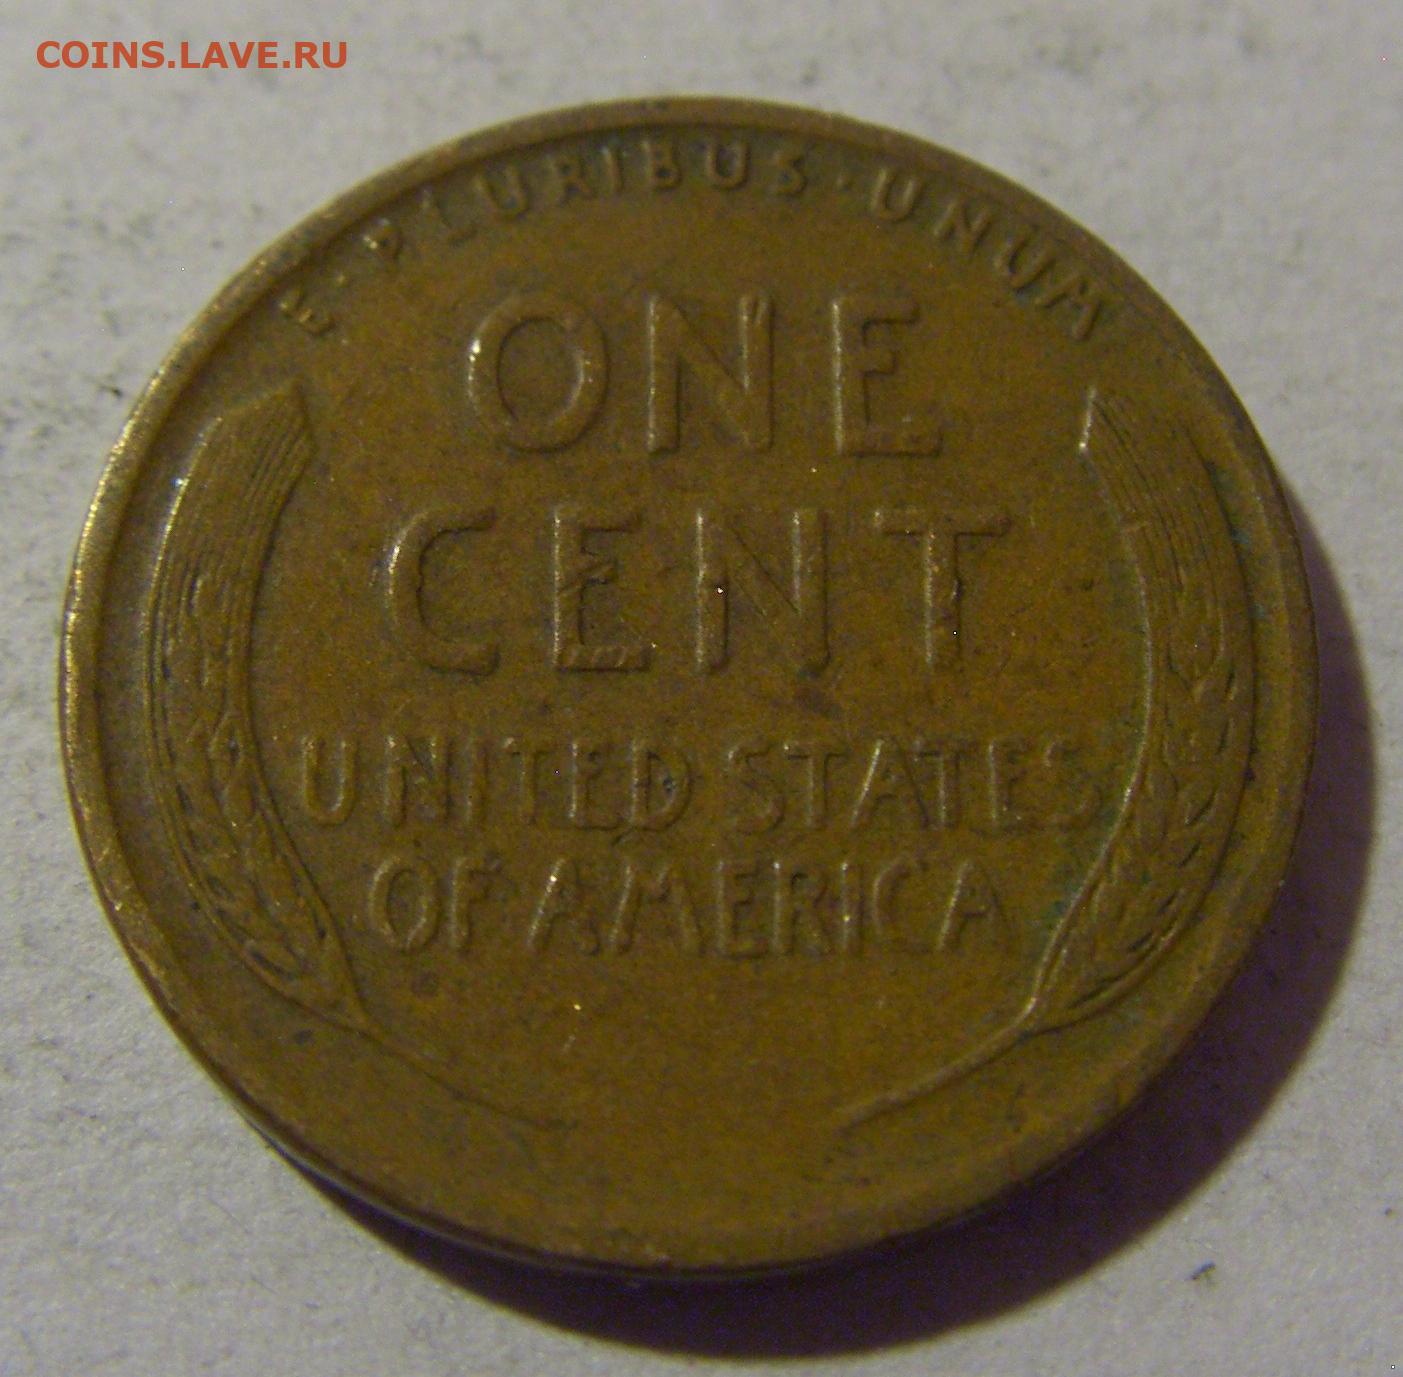 COINS.LAVE.RU
E · PLURIBUS · UNUM
ONE
CENT
UNITED STATES
OF AMERICA